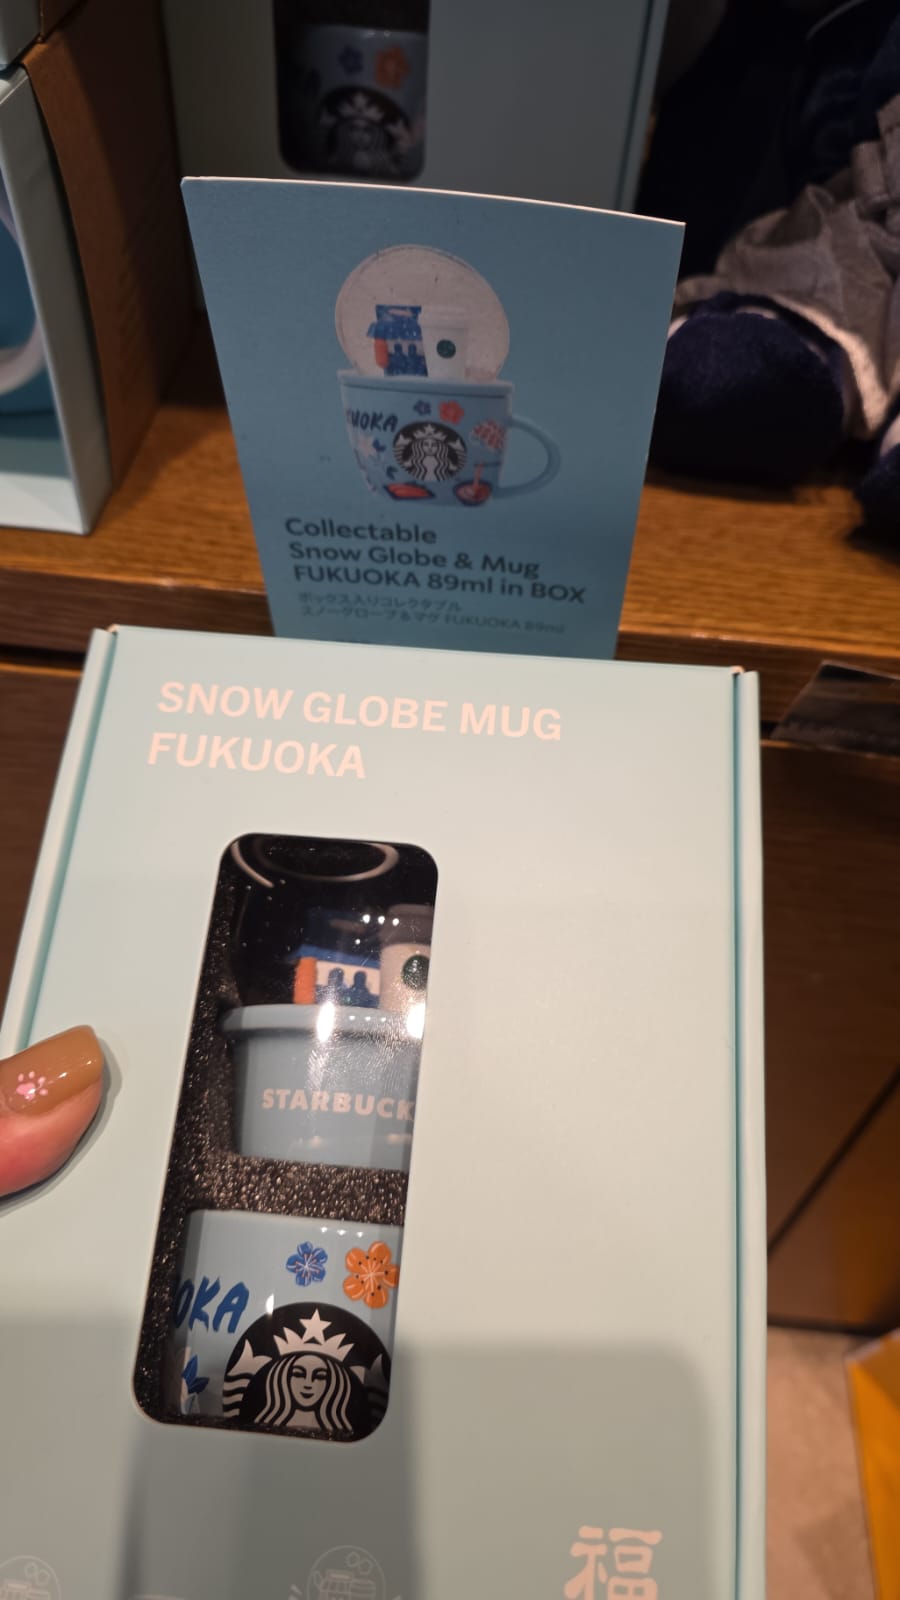 UOKA
Collectable
Snow Globe & Mug
FUKUOKA 89ml in BOX
ボックス入りコレクタブル
スノーグローブ&マグ FUKUOKA 89ml
SNOW GLOBE MUG
FUKUOKA
STARBUCK
OKA
福